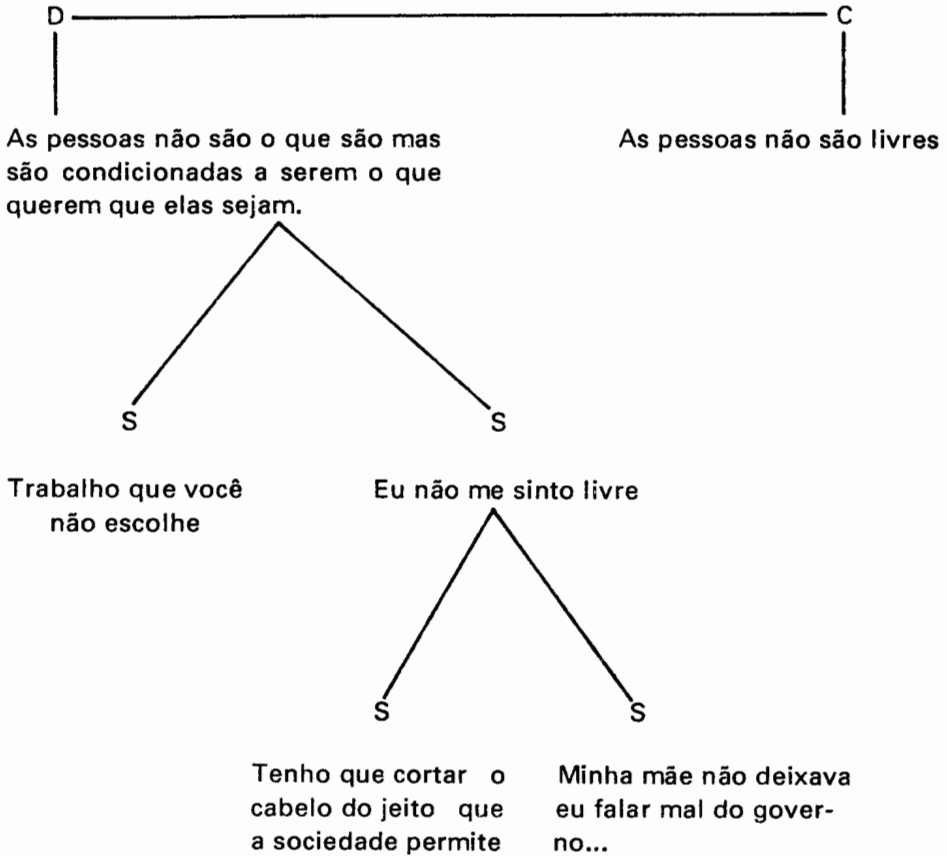 D C
As pessoas não são o que são mas
são condicionadas a serem o que
querem que elas sejam.
As pessoas não são livres
S S
Trabalho que você
não escolhe
Eu não me sinto livre
S S
Tenho que cortar o
cabelo do jeito que
a sociedade permite
Minha mãe não deixava
eu falar mal do gover-
no...